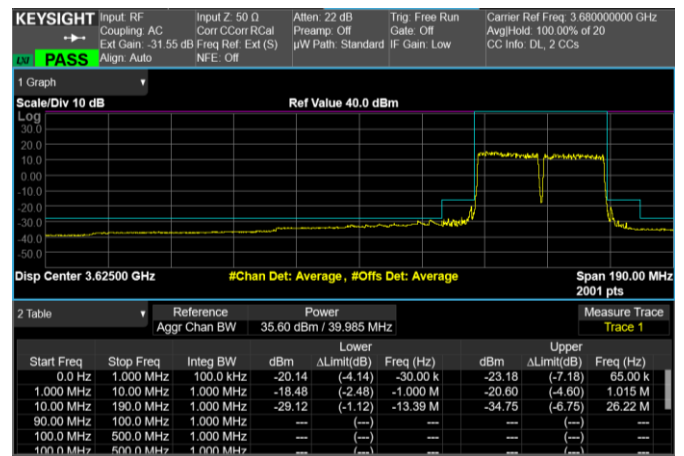 KEYSIGHT Input: RF Input Z: 50 Ω Atten: 22 dB Trig: Free Run Carrier Ref Freq: 3.680000000 GHz
Coupling: AC Corr CCorr RCal Preamp: Off Gate: Off Avg|Hold: 100.00% of 20
Ext Gain: -31.55 dB Freq Ref: Ext (S) µW Path: Standard IF Gain: Low CC Info: DL, 2 CCs
LXI PASS Align: Auto NFE: Off
1 Graph
Scale/Div 10 dB Ref Value 40.0 dBm
Log
30.0
20.0
10.0
0.00
-10.0
-20.0
-30.0
-40.0
-50.0
Disp Center 3.62500 GHz #Chan Det: Average, #Offs Det: Average Span 190.00 MHz
2001 pts
2 Table Reference Power Measure Trace
Aggr Chan BW 35.60 dBm / 39.985 MHz Trace 1
Lower Upper
Start Freq Stop Freq Integ BW dBm ΔLimit(dB) Freq (Hz) dBm ΔLimit(dB) Freq (Hz)
0.0 Hz 1.000 MHz 100.0 kHz -20.14 (-4.14) -30.00 k -23.18 (-7.18) 65.00 k
1.000 MHz 10.00 MHz 1.000 MHz -18.48 (-2.48) -1.000 M -20.60 (-4.60) 1.015 M
10.00 MHz 190.0 MHz 1.000 MHz -29.12 (-1.12) -13.39 M -34.75 (-6.75) 26.22 M
90.00 MHz 100.0 MHz 1.000 MHz --- (---) --- --- (---) ---
100.0 MHz 500.0 MHz 1.000 MHz --- (---) --- --- (---) ---
100.0 MHz 500.0 MHz 1.000 MHz --- (---) --- --- (---) ---